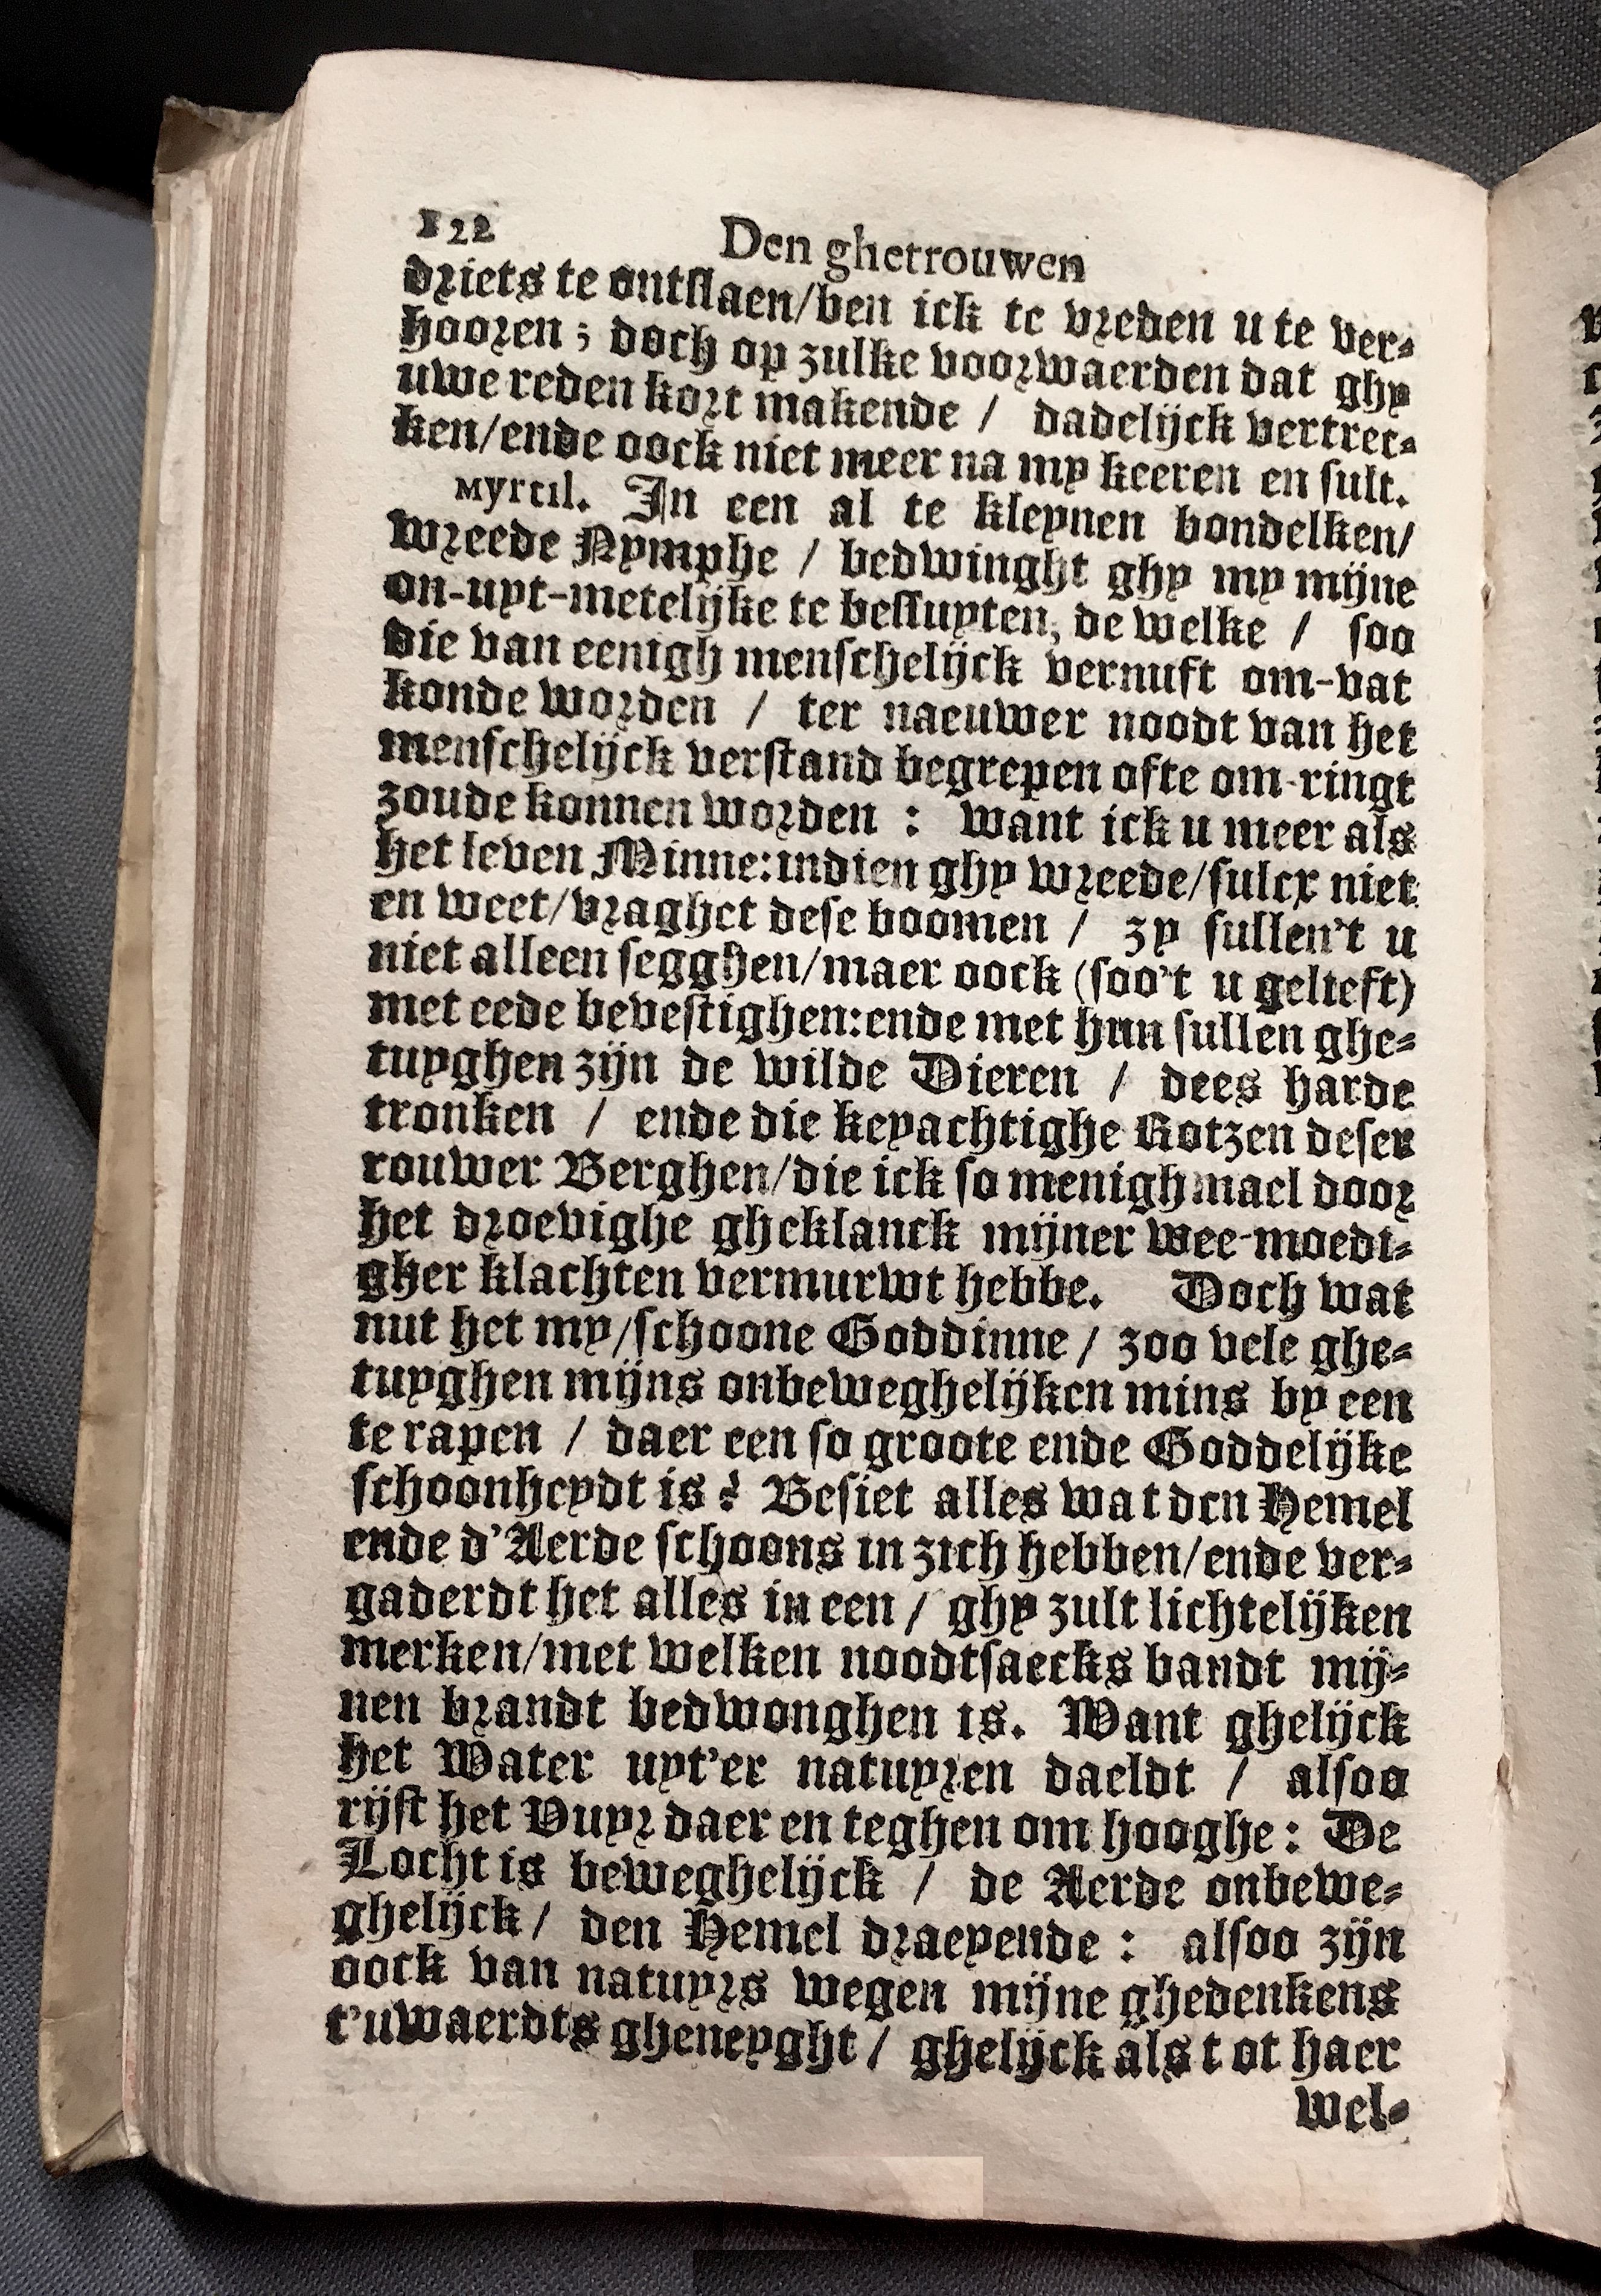 122 Den ghetrouwen
driets te ontslaen/ben ick te vreden u te ver-
hooren; doch op zulke voorwaerden dat ghy
uwe reden kort makende / dadelijck vertrec-
ken/ende oock niet meer na my keeren en sult.
Myrtil. In een al te kleynen bondelken/
wreede Nymphe / bedwinght ghy my mijne
on-uyt-metelijke te besluyten, de welke / soo
die van eenigh menschelijck vernuft om-vat
konde worden / ter naeuwer noodt van het
menschelijck verstand begrepen ofte om-ringt
zoude konnen worden : want ick u meer als
het leven Minne: indien ghy wreede/sulcx niet
en weet/vraghet dese boomen / zy sullen't u
niet alleen segghen/maer oock (soo't u gelieft)
met eede bevestighen: ende met hun sullen ghe-
tuyghen zijn de wilde Dieren / dees harde
tronken / ende die keyachtighe Rotzen deser
rouwer Berghen/die ick so menighmael door
het droevighe gheklanck mijner wee-moedi-
gher klachten vermurwt hebbe. Doch wat
nut het my/schoone Goddinne / zoo vele ghe-
tuyghen mijns onbeweghelijken mins by een
te rapen / daer een so groote ende Goddelijke
schoonheydt is? Besiet alles wat den Hemel
ende d'Aerde schoons in zich hebben/ende ver-
gaderdt het alles in een / ghy zult lichtelijken
merken/met welken noodtsaecks bandt mij-
nen brandt bedwonghen is. Want ghelijck
het Water uyt'er natuyren daeldt / alsoo
rijst het Vuyr daer en teghen om hooghe: De
Locht is beweghelijck / de Aerde onbewe-
ghelijck / den Hemel draeyende : alsoo zijn
oock van natuyrs wegen mijne ghedenkens
t'uwaerdts gheneyght / ghelijck als tot haer
wel-